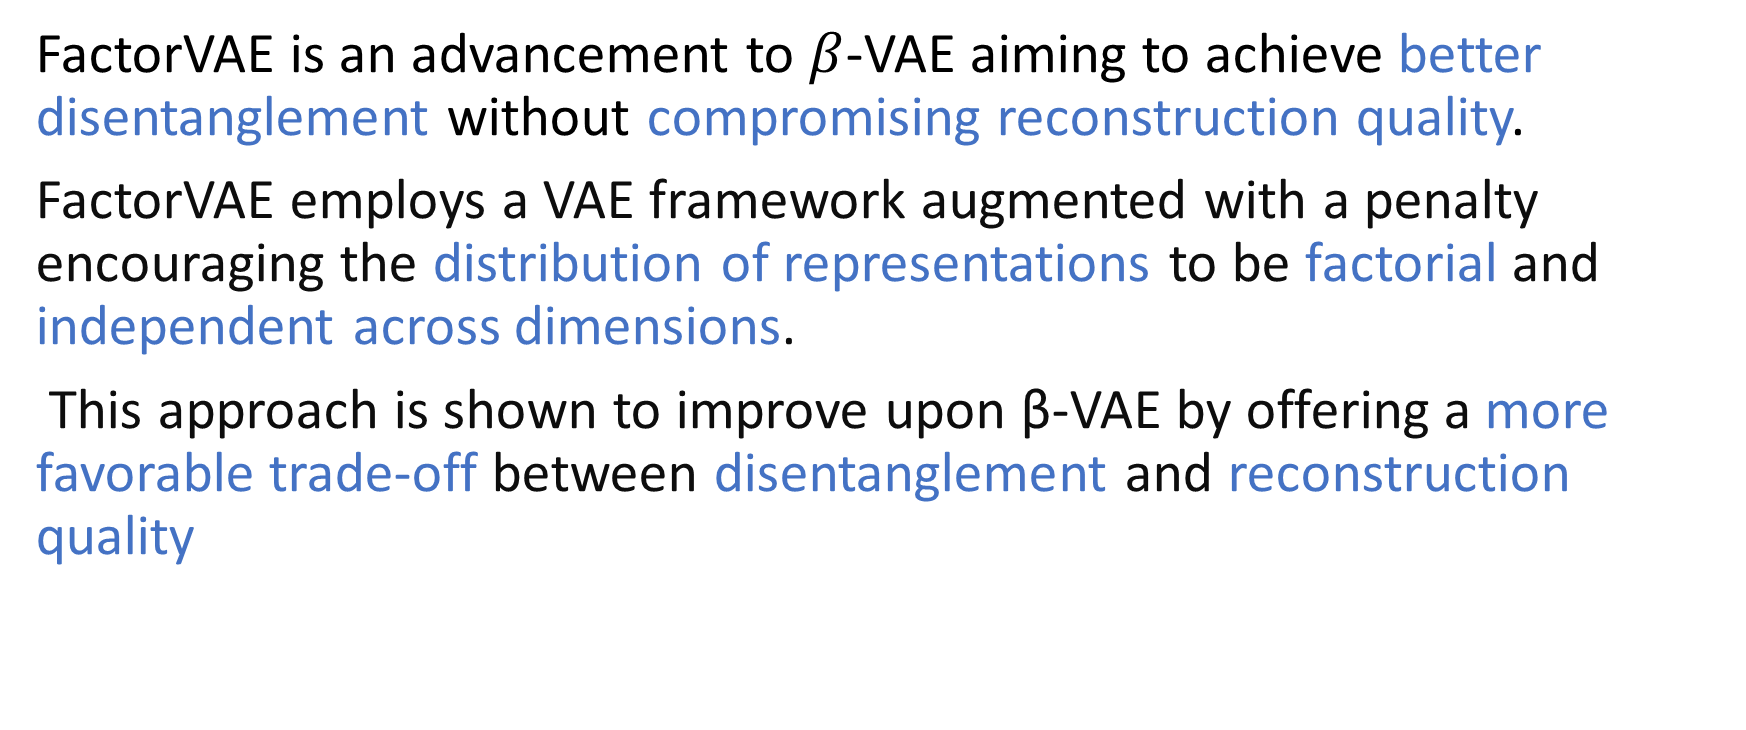 FactorVAE is an advancement to 𝛽-VAE aiming to achieve better
disentanglement without compromising reconstruction quality.
FactorVAE employs a VAE framework augmented with a penalty
encouraging the distribution of representations to be factorial and
independent across dimensions.
This approach is shown to improve upon β-VAE by offering a more
favorable trade-off between disentanglement and reconstruction
quality